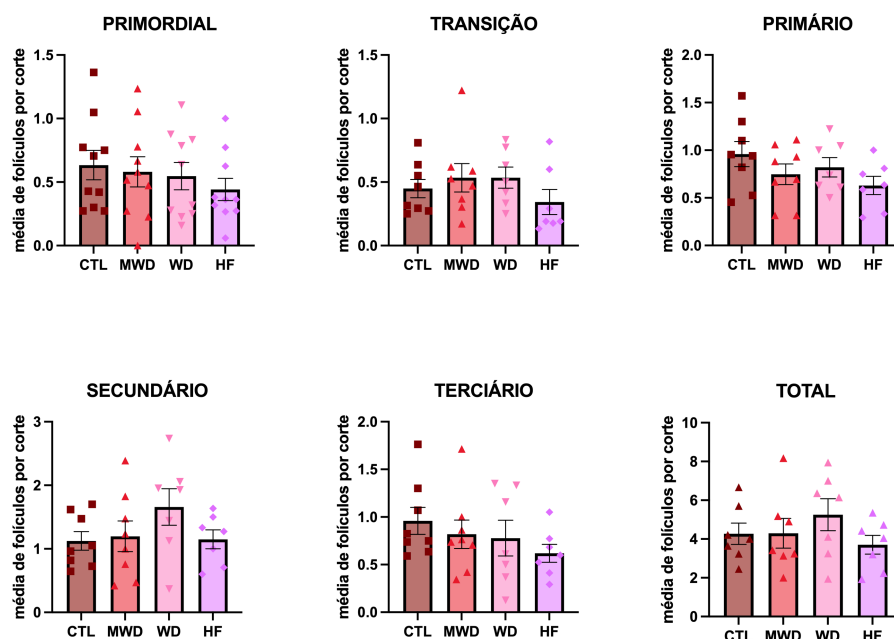 PRIMORDIAL
média de folículos por corte
1.5
1.0
0.5
0.0
CTL MWD WD HF
TRANSIÇÃO
média de folículos por corte
1.5
1.0
0.5
0.0
CTL MWD WD HF
PRIMÁRIO
média de folículos por corte
2.0
1.5
1.0
0.5
0.0
CTL MWD WD HF
SECUNDÁRIO
média de folículos por corte
3
2
1
0
CTL MWD WD HF
TERCIÁRIO
média de folículos por corte
2.0
1.5
1.0
0.5
0.0
CTL MWD WD HF
TOTAL
média de folículos por corte
10
8
6
4
2
0
CTL MWD WD HF